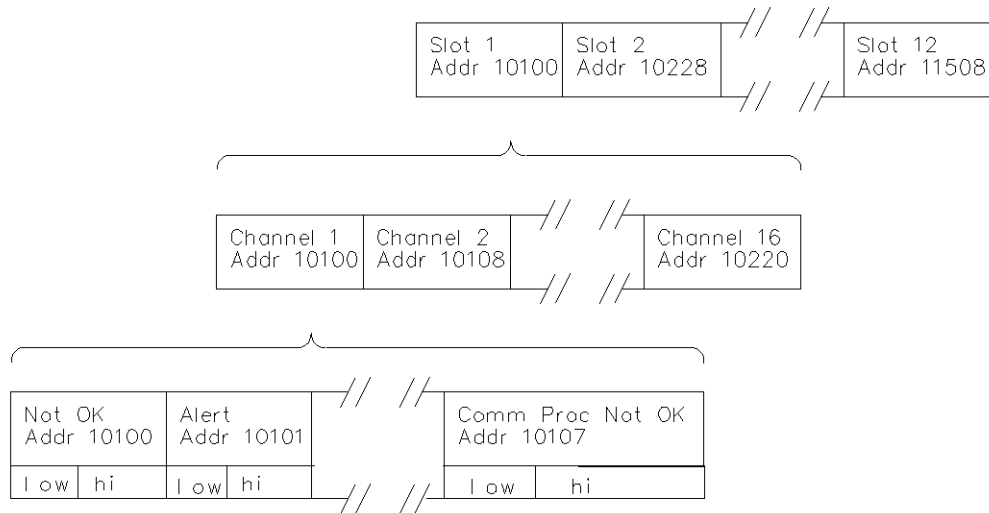 Slot 1
Addr 10100
Slot 2
Addr 10228
Slot 12
Addr 11508
Channel 1
Addr 10100
Channel 2
Addr 10108
Channel 16
Addr 10220
Not OK
Addr 10100
Alert
Addr 10101
Comm Proc Not OK
Addr 10107
low
hi
low
hi
low
hi